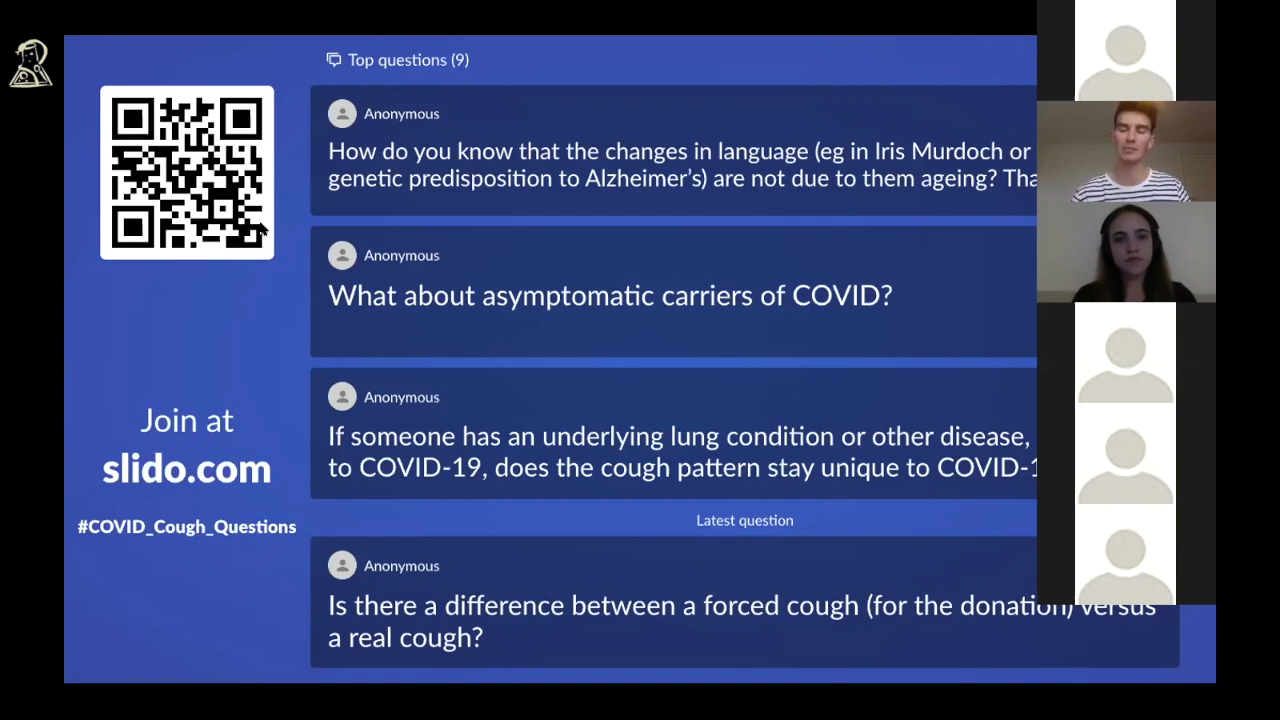 Top questions (9)
Anonymous
How do you know that the changes in language (eg in Iris Murdoch or
genetic predisposition to Alzheimer's) are not due to them ageing?
Anonymous
What about asymptomatic carriers of COVID?
Anonymous
If someone has an underlying lung condition or other disease,
to COVID-19, does the cough pattern stay unique to
Join at
slido.com
#COVID_Cough_Questions
Latest question
Anonymous
Is there a difference between a forced cough (for the donation) versus
a real cough?